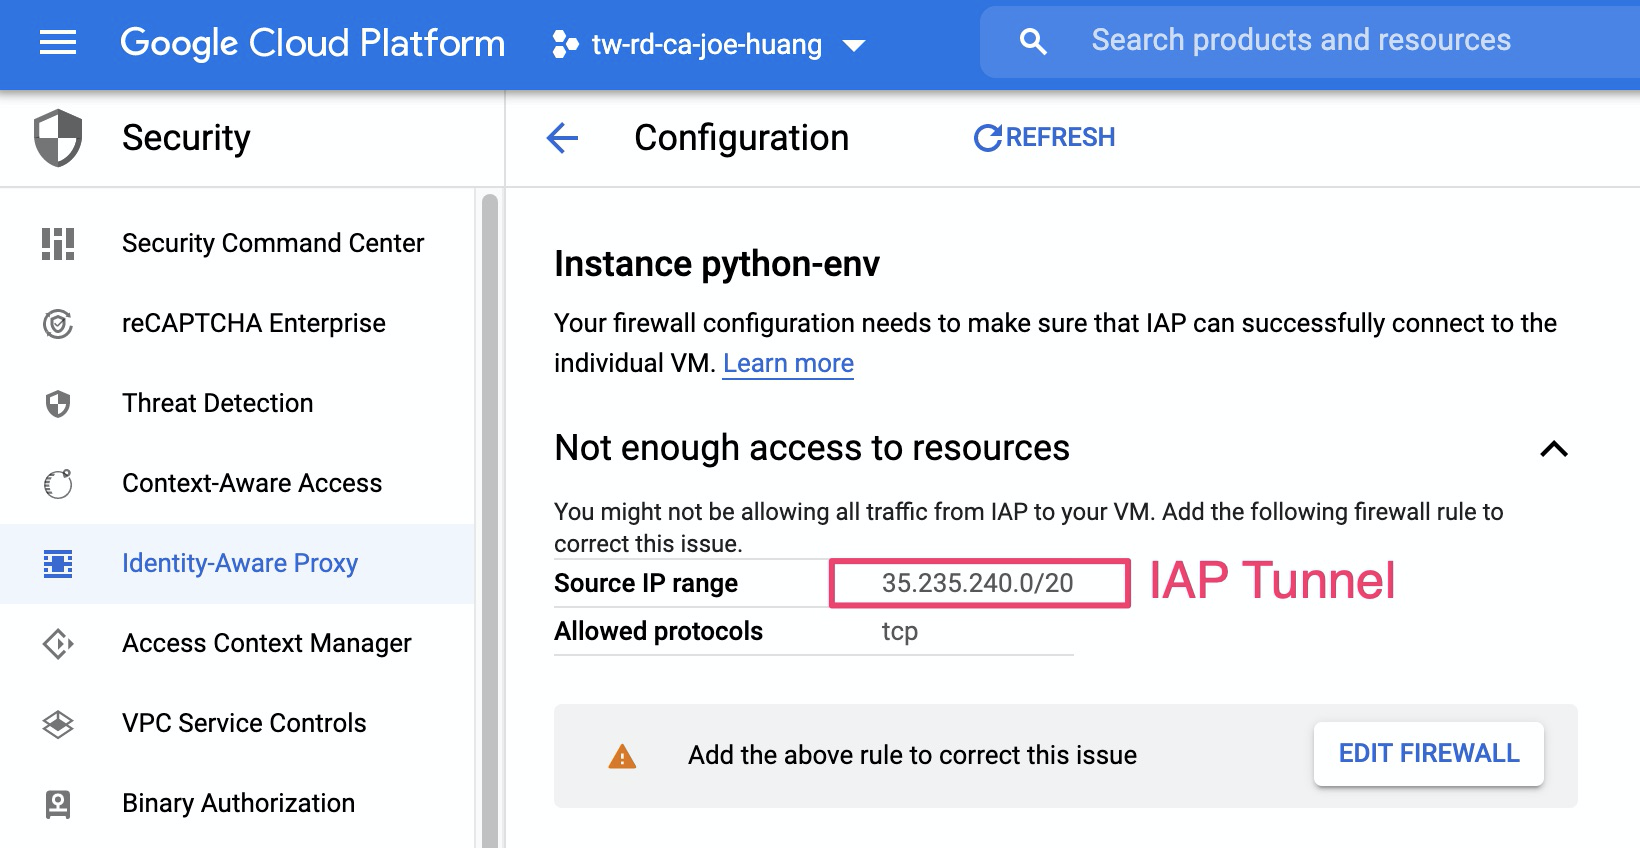 Google Cloud Platform
tw-rd-ca-joe-huang
Search products and resources
Security
Configuration
REFRESH
Security Command Center
reCAPTCHA Enterprise
Threat Detection
Context-Aware Access
Identity-Aware Proxy
Access Context Manager
VPC Service Controls
Binary Authorization
Instance python-env
Your firewall configuration needs to make sure that IAP can successfully connect to the
individual VM. Learn more
Not enough access to resources
You might not be allowing all traffic from IAP to your VM. Add the following firewall rule to
correct this issue.
Source IP range 35.235.240.0/20 IAP Tunnel
Allowed protocols tcp
Add the above rule to correct this issue
EDIT FIREWALL